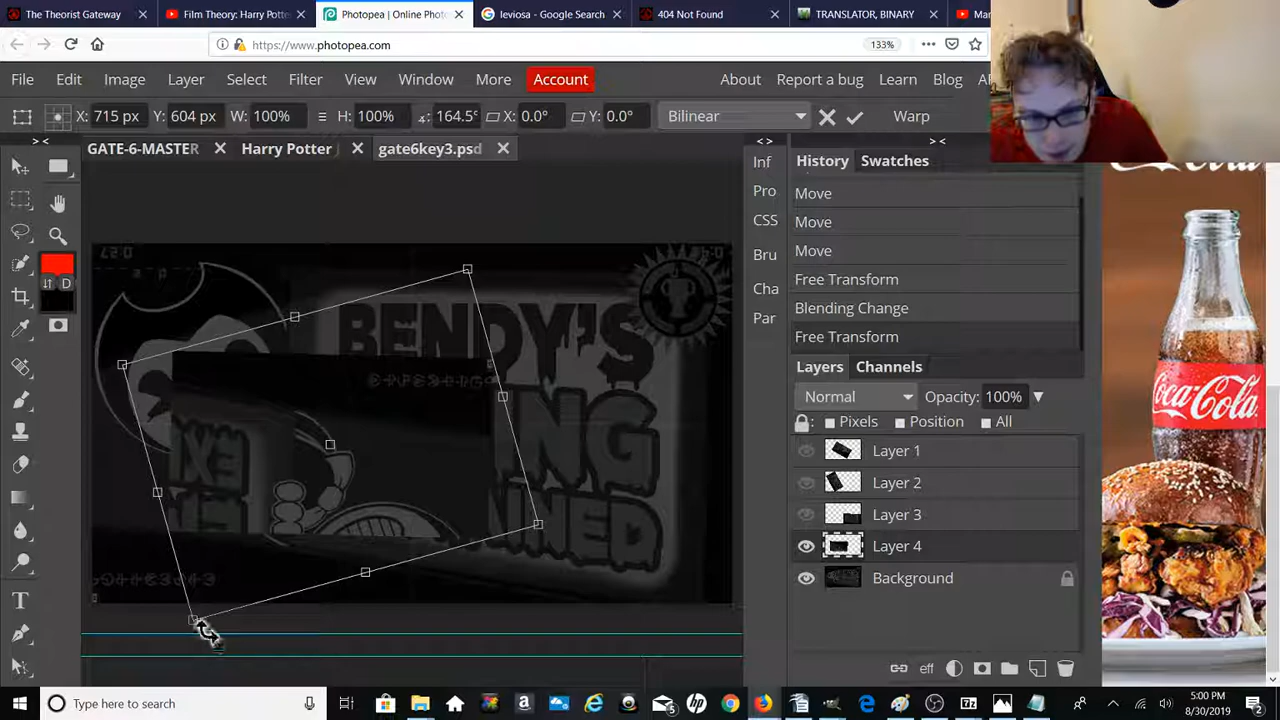 The Theorist Gateway
Film Theory: Harry Potter
Photopea | Online Phot
leviosa - Google Search
404 Not Found
TRANSLATOR, BINARY
https://www.photopea.com
133%
File Edit Image Layer Select Filter View Window More Account About Report a bug Learn Blog
X: 715 px Y: 604 px W: 100% H: 100% 164.5° X: 0.0° Y: 0.0° Bilinear Warp
GATE-6-MASTER Harry Potter gate6key3.psd
Inf
Pro
CSS
Bru
Cha
Par
History Swatches
Move
Move
Move
Free Transform
Blending Change
Free Transform
Layers Channels
Normal Opacity: 100%
Pixels Position All
Layer 1
Layer 2
Layer 3
Layer 4
Background
eff
D
BENDY'S
Coca-Cola
Type here to search
5:00 PM
8/30/2019